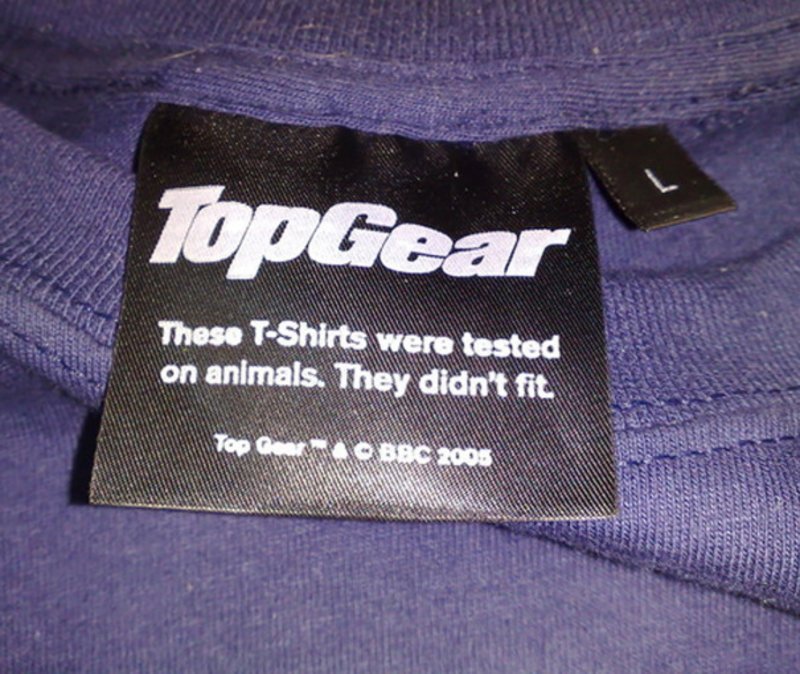 TopGear
L
These T-Shirts were tested
on animals. They didn't fit.
Top Gear™ & © BBC 2005